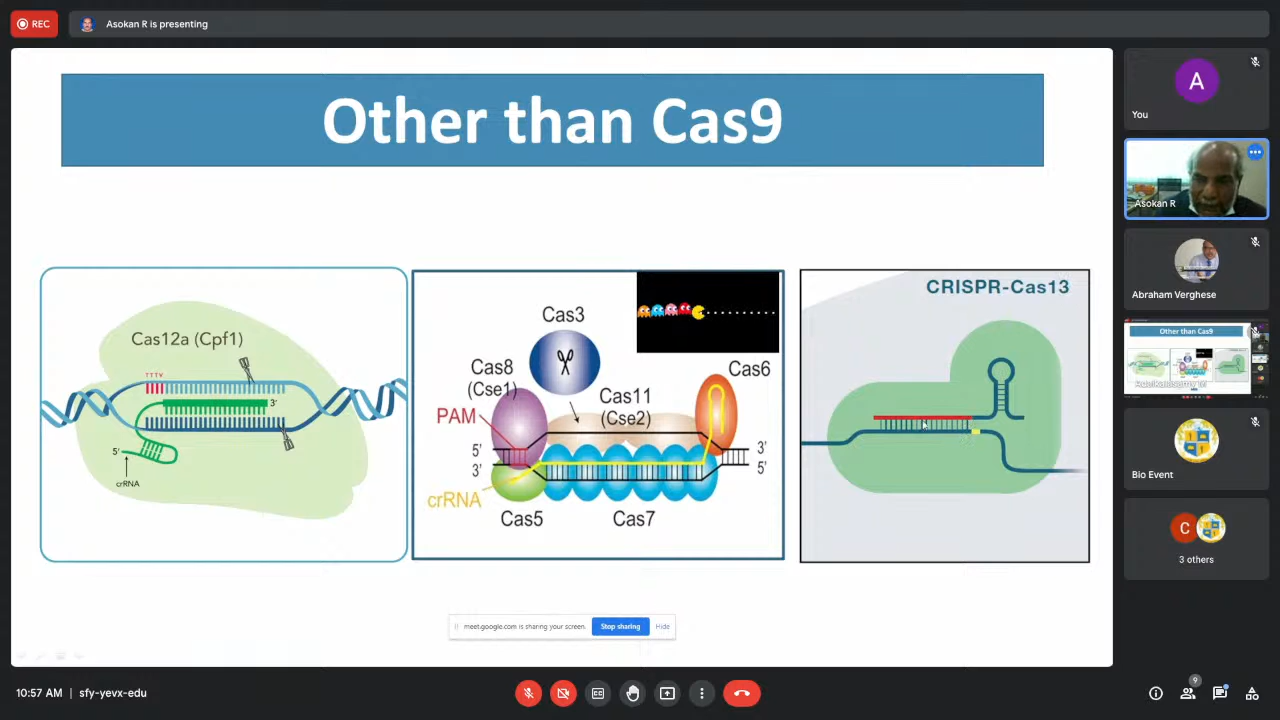 REC
Asokan R is presenting
Other than Cas9
Cas12a (Cpf1)
TTTV
3'
5'
crRNA
Cas3
Cas8
(Cse1)
PAM
Cas11
(Cse2)
Cas6
5'
3'
3'
5'
crRNA
Cas5
Cas7
CRISPR-Cas13
meet.google.com is sharing your screen.
Stop sharing
Hide
A
You
Asokan R
Abraham Verghese
Other than Cas9
Bio Event
C
3 others
10:57 AM | sfy-yevx-edu
9